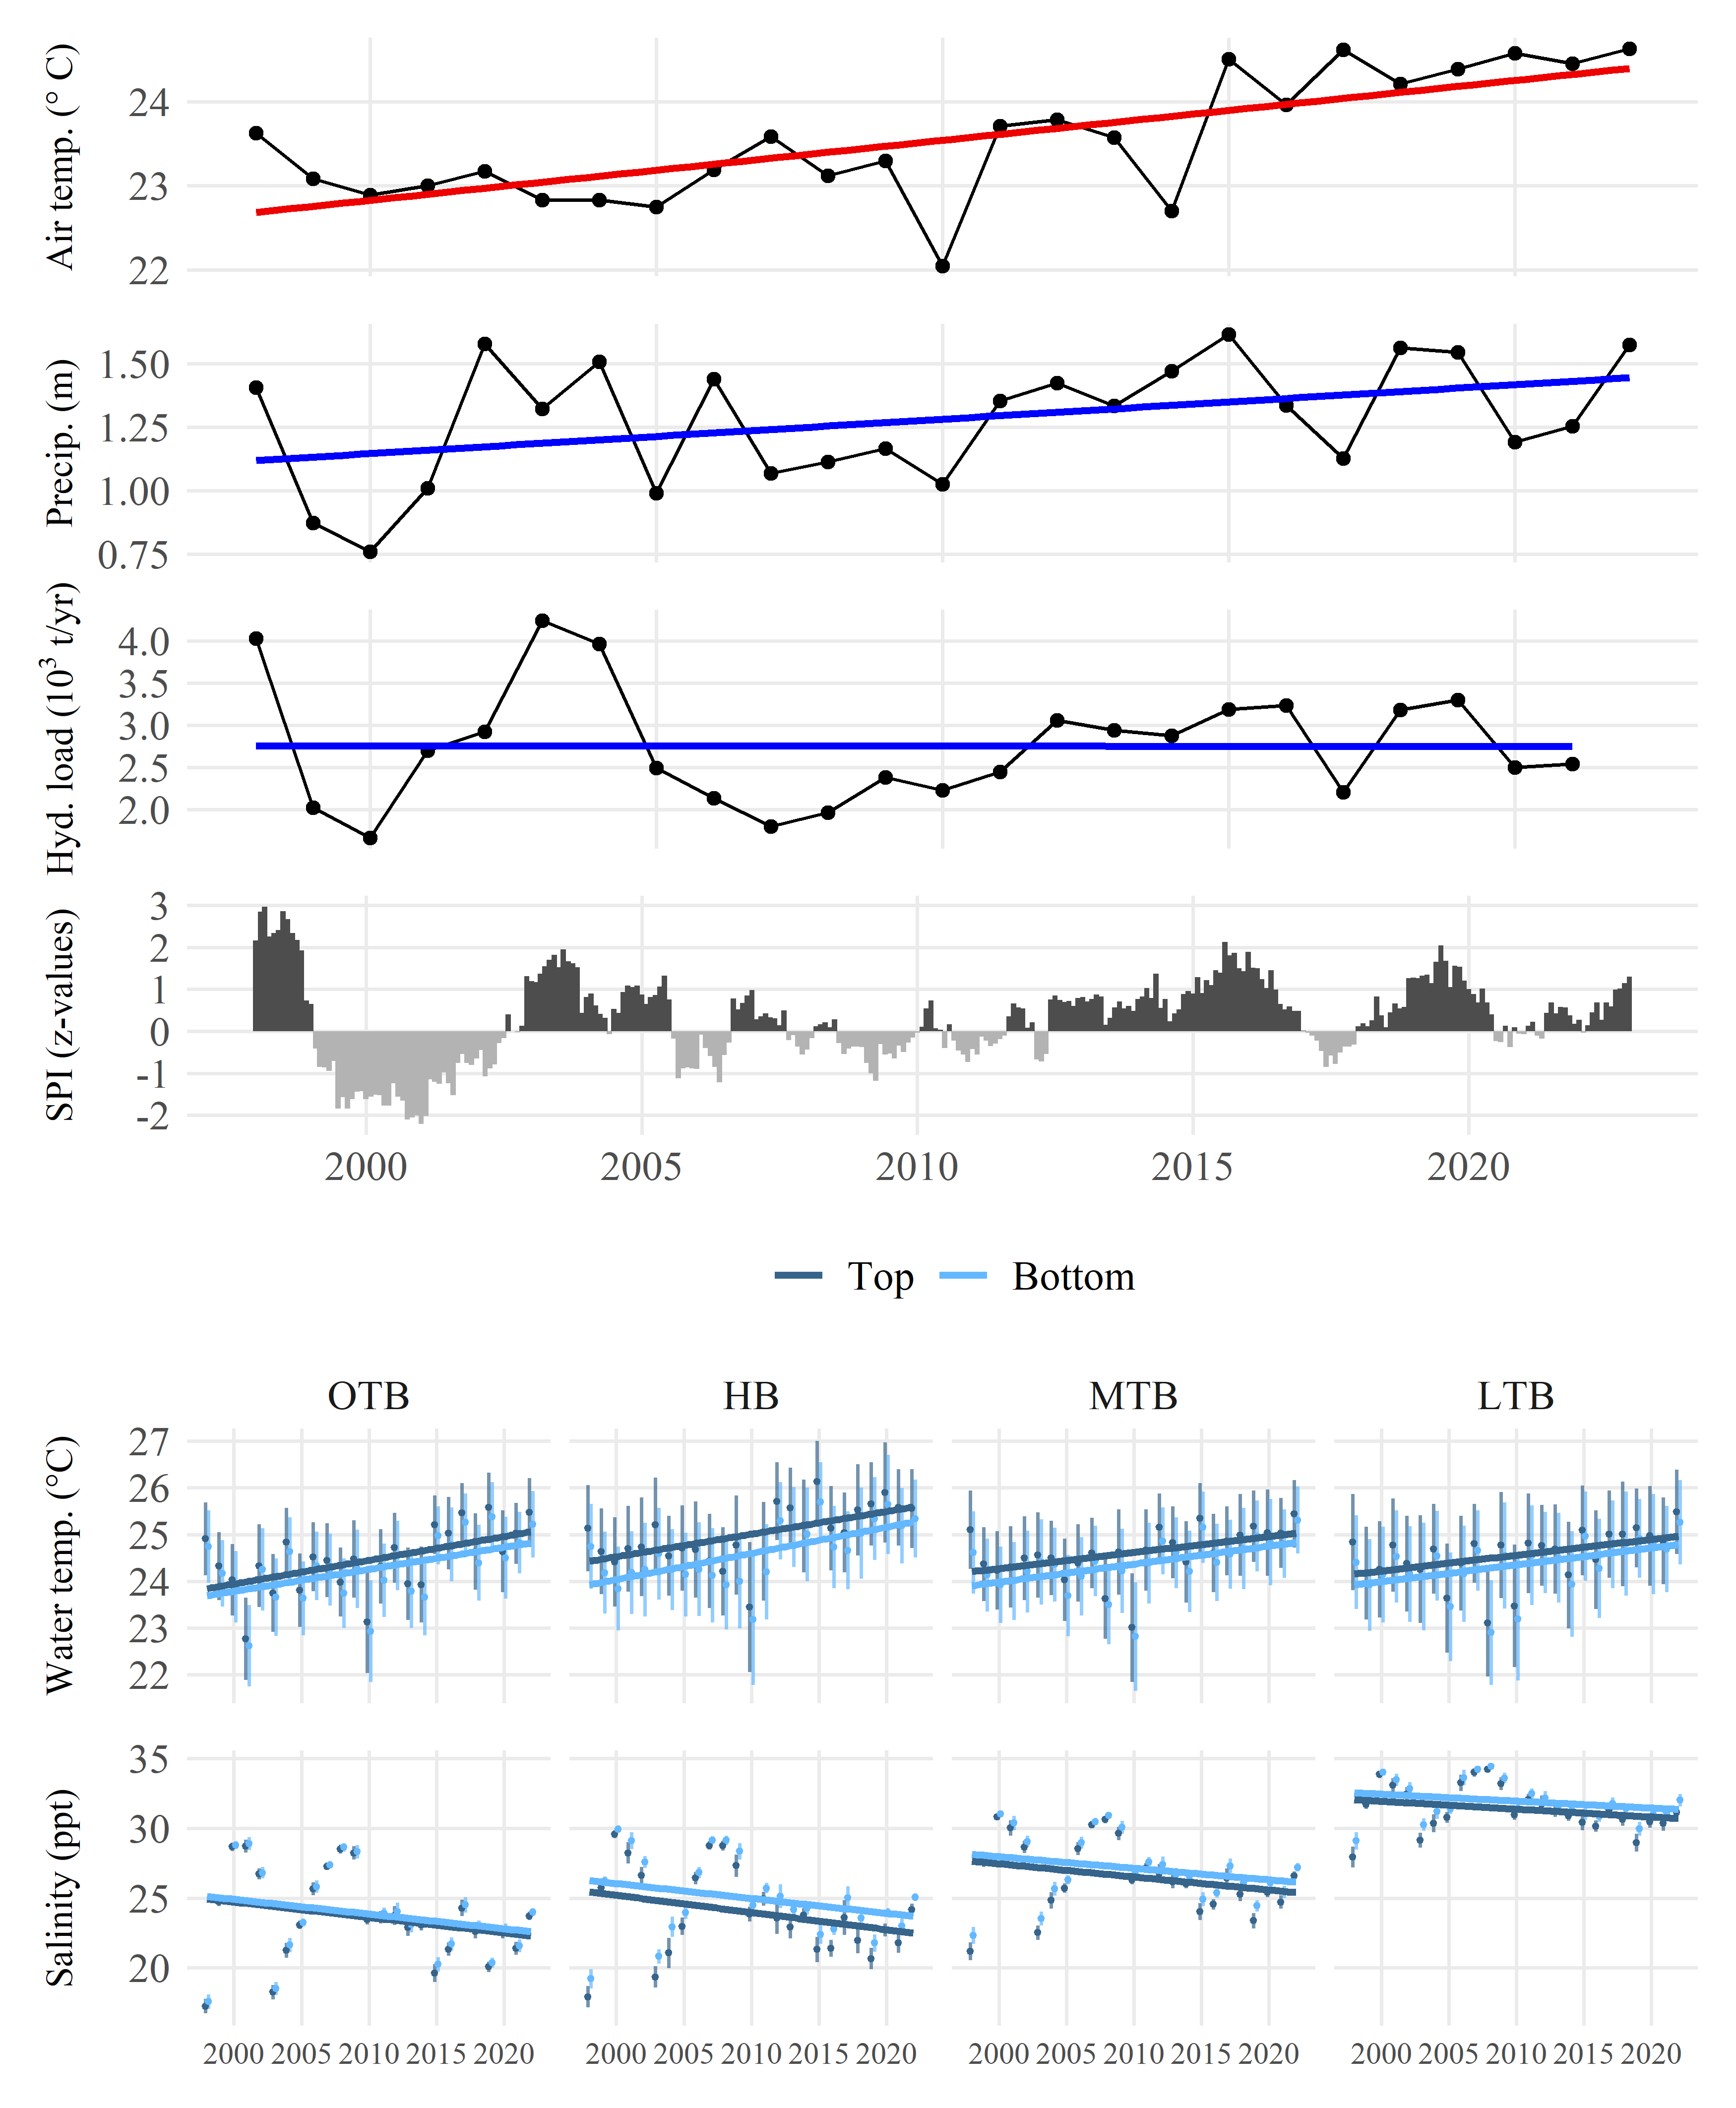 Air temp. (° C)
24
23
22
Precip. (m)
1.50
1.25
1.00
0.75
Hyd. load (10³ t/yr)
4.0
3.5
3.0
2.5
2.0
SPI (z-values)
3
2
1
0
-1
-2
2000 2005 2010 2015 2020
Top Bottom
OTB HB MTB LTB
Water temp. (°C)
27
26
25
24
23
22
Salinity (ppt)
35
30
25
20
2000 2005 2010 2015 2020 2000 2005 2010 2015 2020 2000 2005 2010 2015 2020 2000 2005 2010 2015 2020